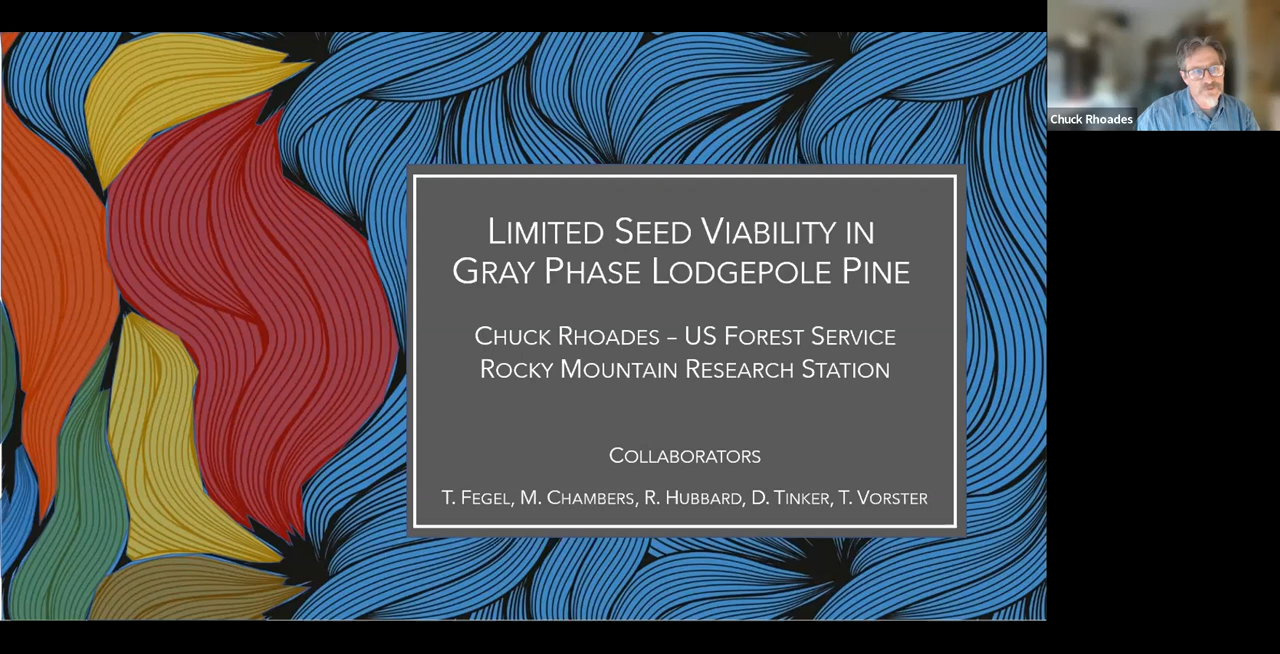 Limited Seed Viability in
Gray Phase Lodgepole Pine
Chuck Rhoades – US Forest Service
Rocky Mountain Research Station
Collaborators
T. Fegel, M. Chambers, R. Hubbard, D. Tinker, T. Vorster
Chuck Rhoades